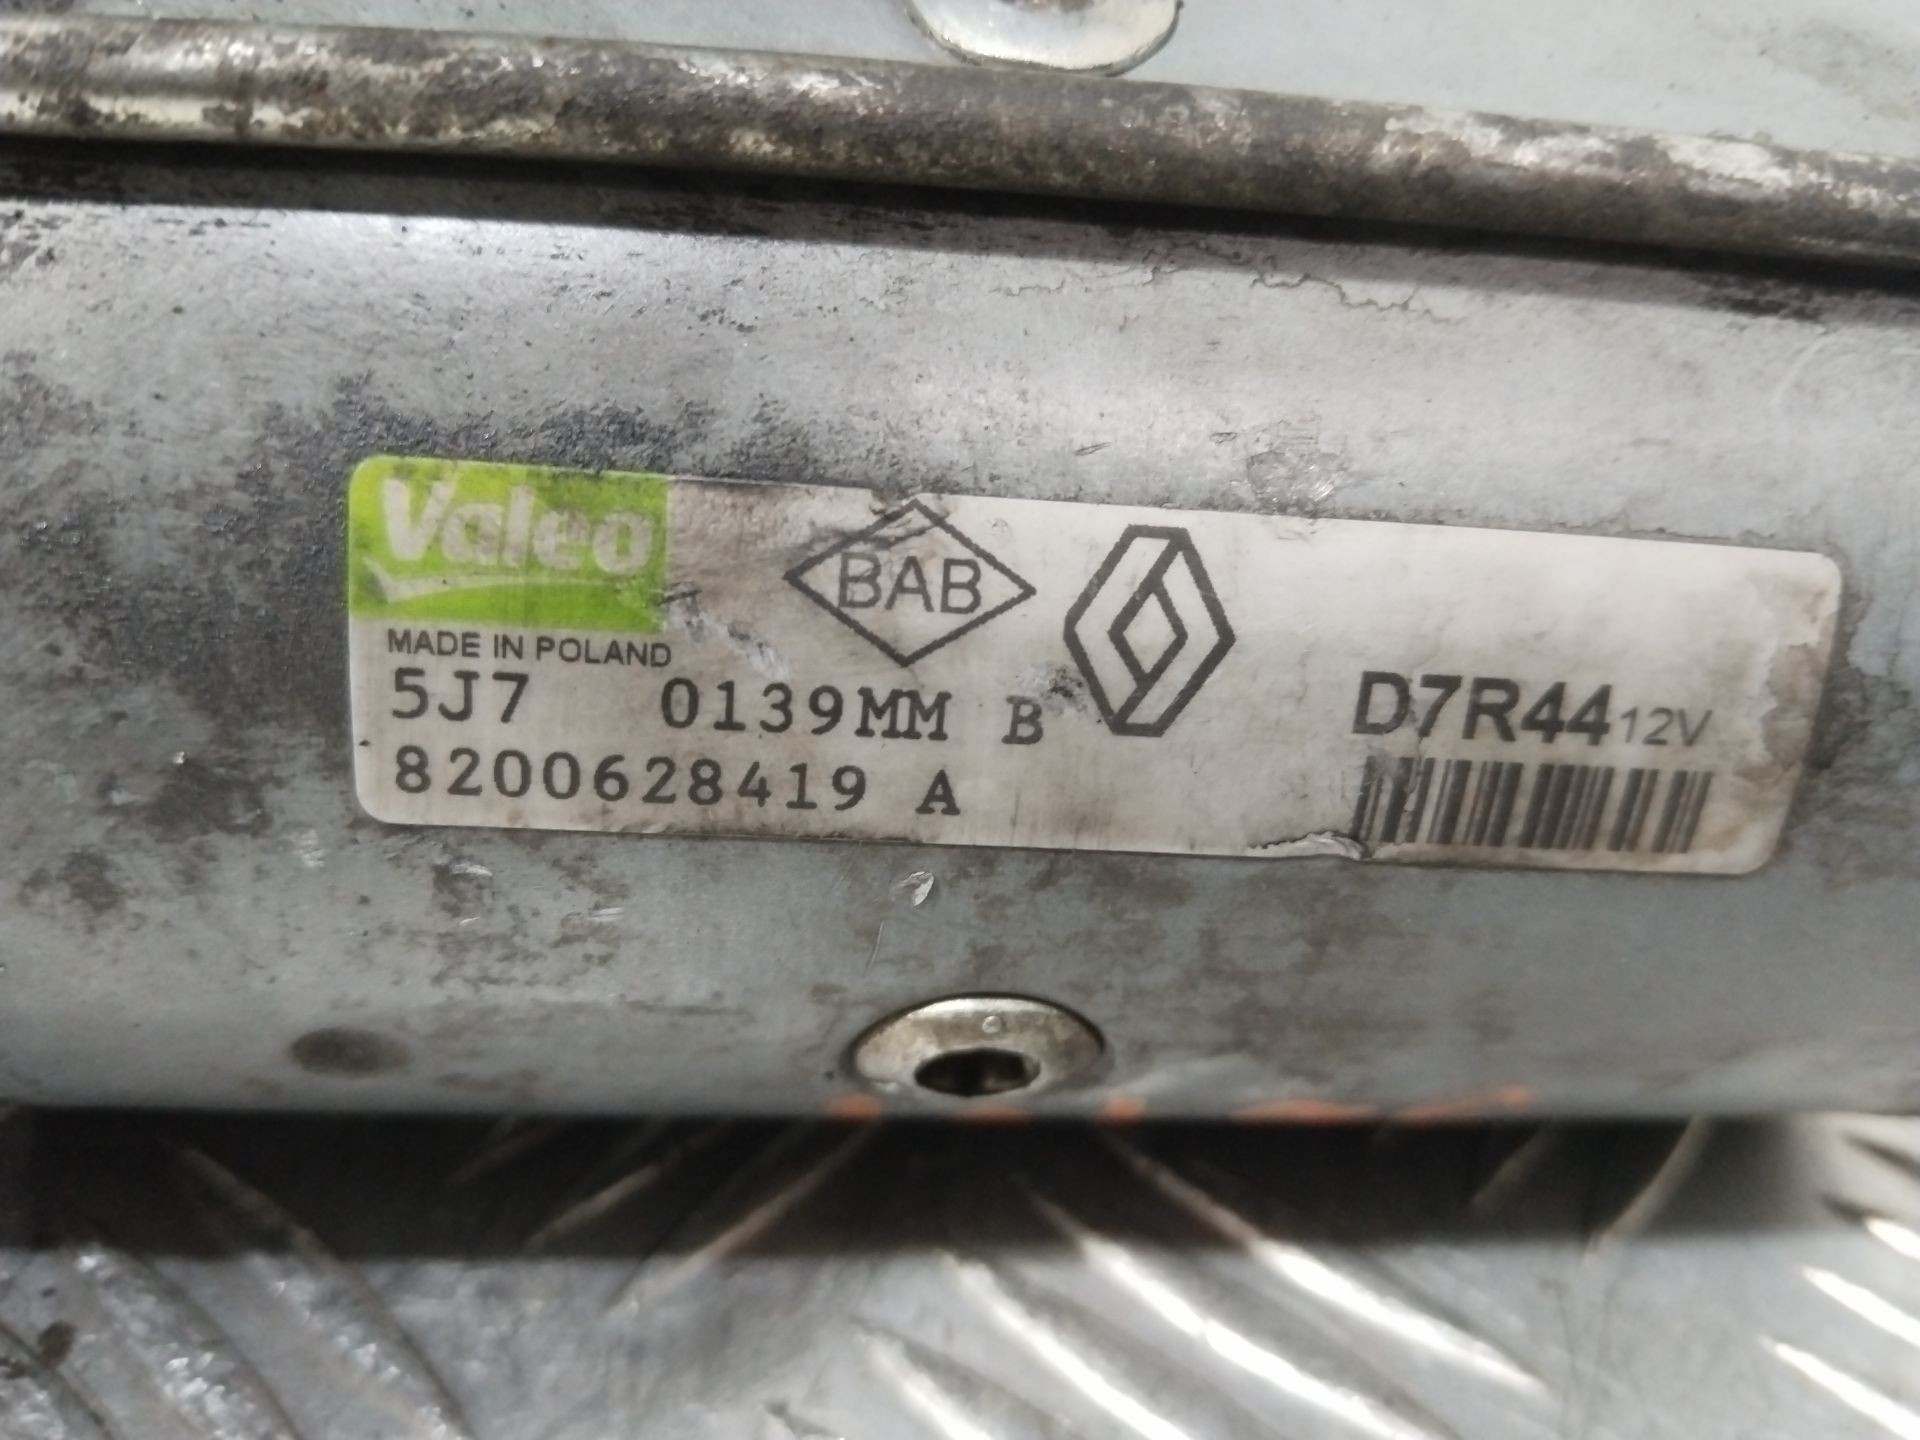 Valeo
BAB
MADE IN POLAND
5J7 0139MM B
8200628419 A
D7R44 12V